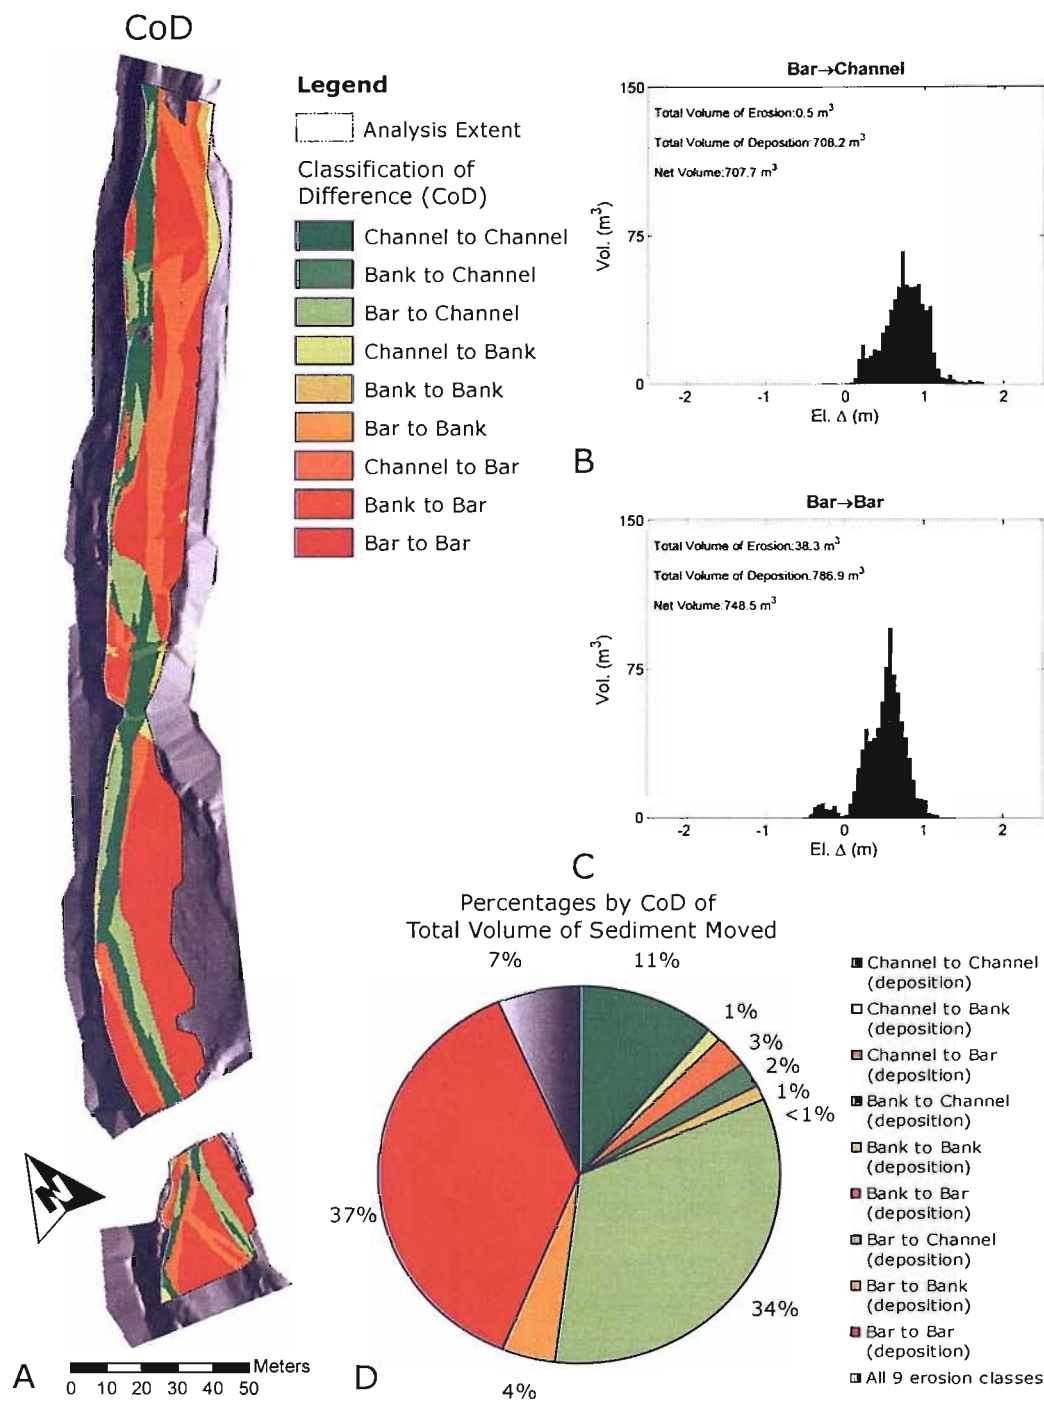 CoD
Legend
Analysis Extent
Classification of
Difference (CoD)
Channel to Channel
Bank to Channel
Bar to Channel
Channel to Bank
Bank to Bank
Bar to Bank
Channel to Bar
Bank to Bar
Bar to Bar
N
A
Meters
0 10 20 30 40 50
Bar→Channel
Total Volume of Erosion:0.5 m³
Total Volume of Deposition:708.2 m³
Net Volume:707.7 m³
Vol. (m³)
150
75
0
-2 -1 0 1 2
El. Δ (m)
B
Bar→Bar
Total Volume of Erosion:38.3 m³
Total Volume of Deposition:786.9 m³
Net Volume:748.5 m³
Vol. (m³)
150
75
0
-2 -1 0 1 2
El. Δ (m)
C
Percentages by CoD of
Total Volume of Sediment Moved
7%
11%
1%
3%
2%
1%
<1%
34%
4%
37%
D
Channel to Channel
(deposition)
Channel to Bank
(deposition)
Channel to Bar
(deposition)
Bank to Channel
(deposition)
Bank to Bank
(deposition)
Bank to Bar
(deposition)
Bar to Channel
(deposition)
Bar to Bank
(deposition)
Bar to Bar
(deposition)
All 9 erosion classes